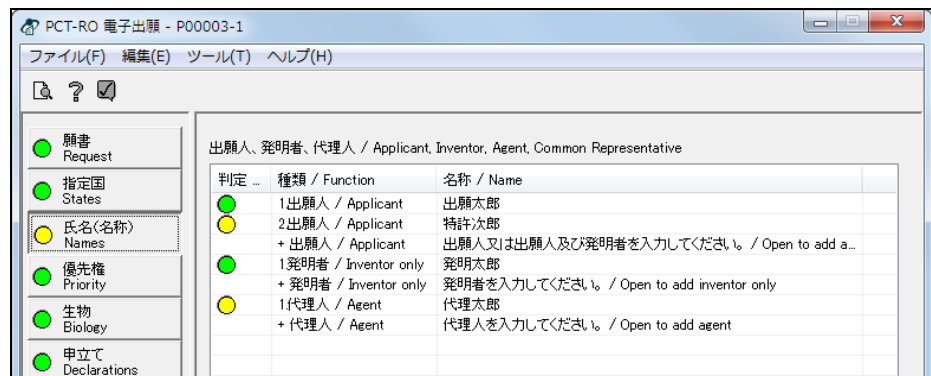 PCT-RO 電子出願 - P00003-1
ファイル(F) 編集(E) ツール(T) ヘルプ(H)
願書
Request
指定国
States
氏名(名称)
Names
優先権
Priority
生物
Biology
申立て
Declarations
出願人、発明者、代理人 / Applicant, Inventor, Agent, Common Representative
判定 ... 種類 / Function 名称 / Name
1出願人 / Applicant 出願太郎
2出願人 / Applicant 特許次郎
+ 出願人 / Applicant 出願人又は出願人及び発明者を入力してください。 / Open to add a...
1発明者 / Inventor only 発明太郎
+ 発明者 / Inventor only 発明者を入力してください。 / Open to add inventor only
1代理人 / Agent 代理太郎
+ 代理人 / Agent 代理人を入力してください。 / Open to add agent